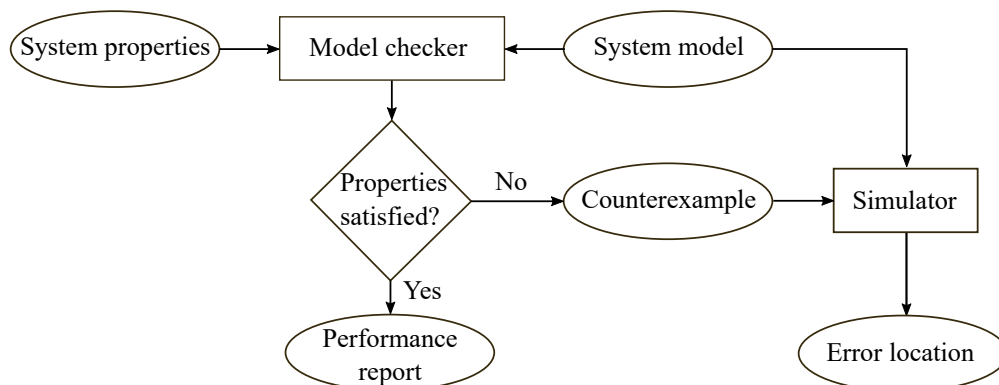 System properties
Model checker
System model
Properties
satisfied?
No
Counterexample
Simulator
Yes
Performance
report
Error location